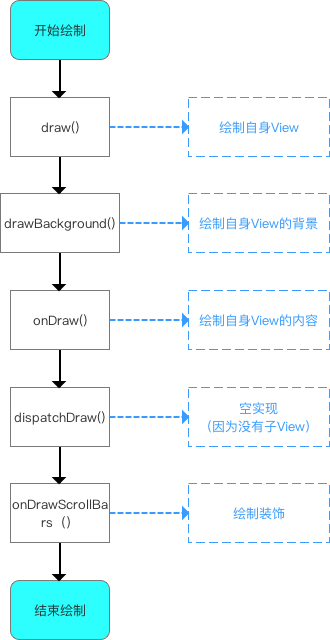 开始绘制
draw()
绘制自身View
drawBackground()
绘制自身View的背景
onDraw()
绘制自身View的内容
dispatchDraw()
空实现
（因为没有子View）
onDrawScrollBa
rs（）
绘制装饰
结束绘制